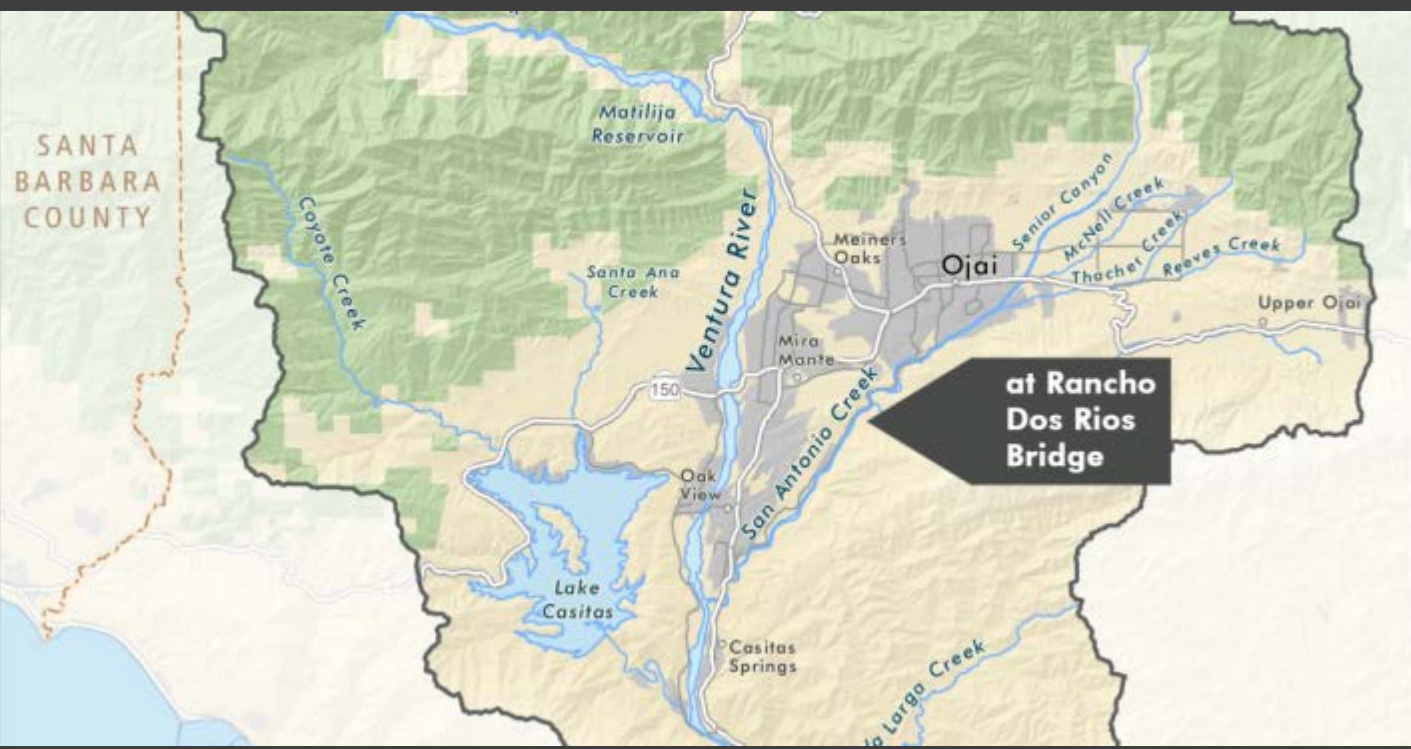 SANTA
BARBARA
COUNTY
Matilija
Reservoir
Coyote Creek
Santa Ana
Creek
Ventura River
Meiners
Oaks
Ojai
Senior Canyon
McNell Creek
Thacher Creek
Reeves Creek
Upper Ojai
Mira
Monte
150
at Rancho
Dos Rios
Bridge
San Antonio Creek
Oak
View
Lake
Casitas
Casitas
Springs
la Larga Creek